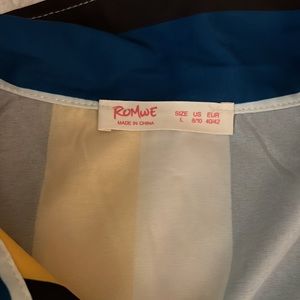 ROMWE
MADE IN CHINA
SIZE US EUR
L 8/10 40/42